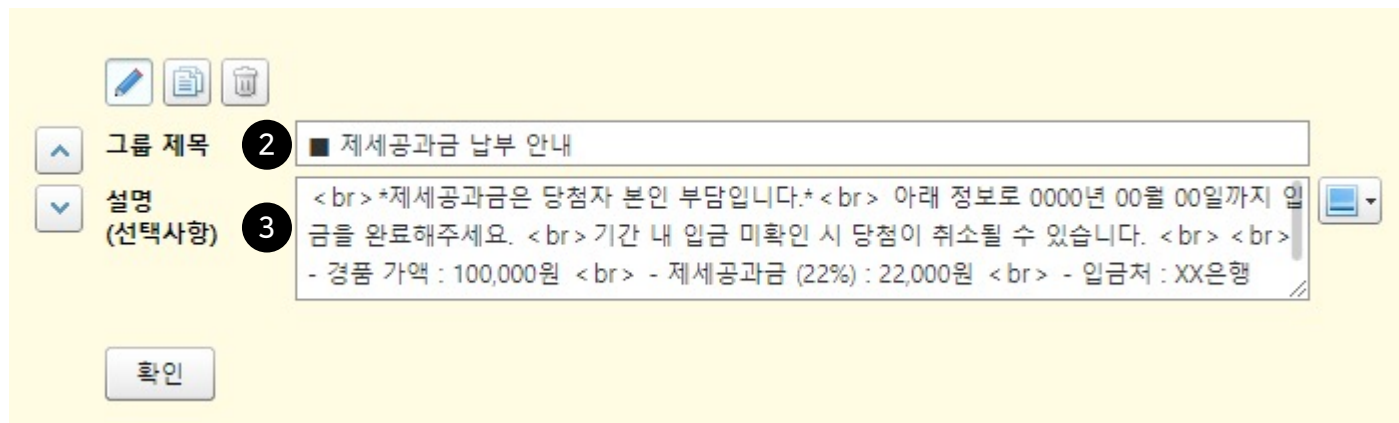 그룹 제목 2 ■ 제세공과금 납부 안내
설명
(선택사항) 3
<br>*제세공과금은 당첨자 본인 부담입니다.*<br> 아래 정보로 0000년 00월 00일까지 입
금을 완료해주세요. <br>기간 내 입금 미확인 시 당첨이 취소될 수 있습니다. <br> <br>
- 경품 가액 : 100,000원 <br> - 제세공과금 (22%) : 22,000원 <br> - 입금처 : XX은행
확인